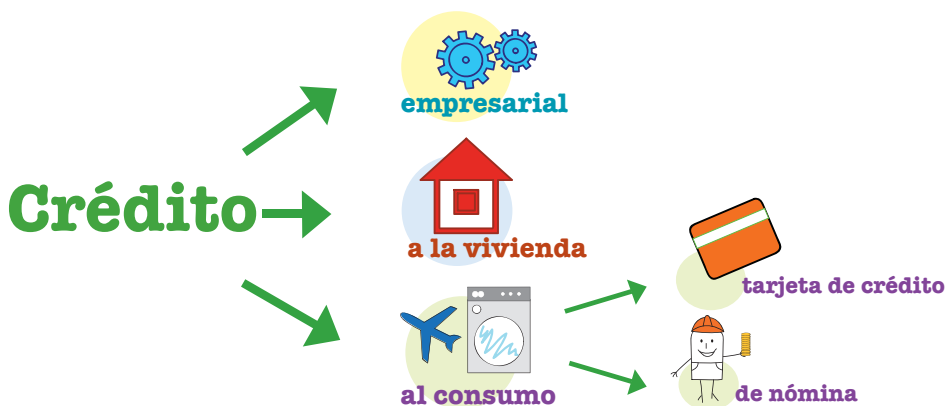 empresarial
Crédito
a la vivienda
tarjeta de crédito
al consumo
de nómina